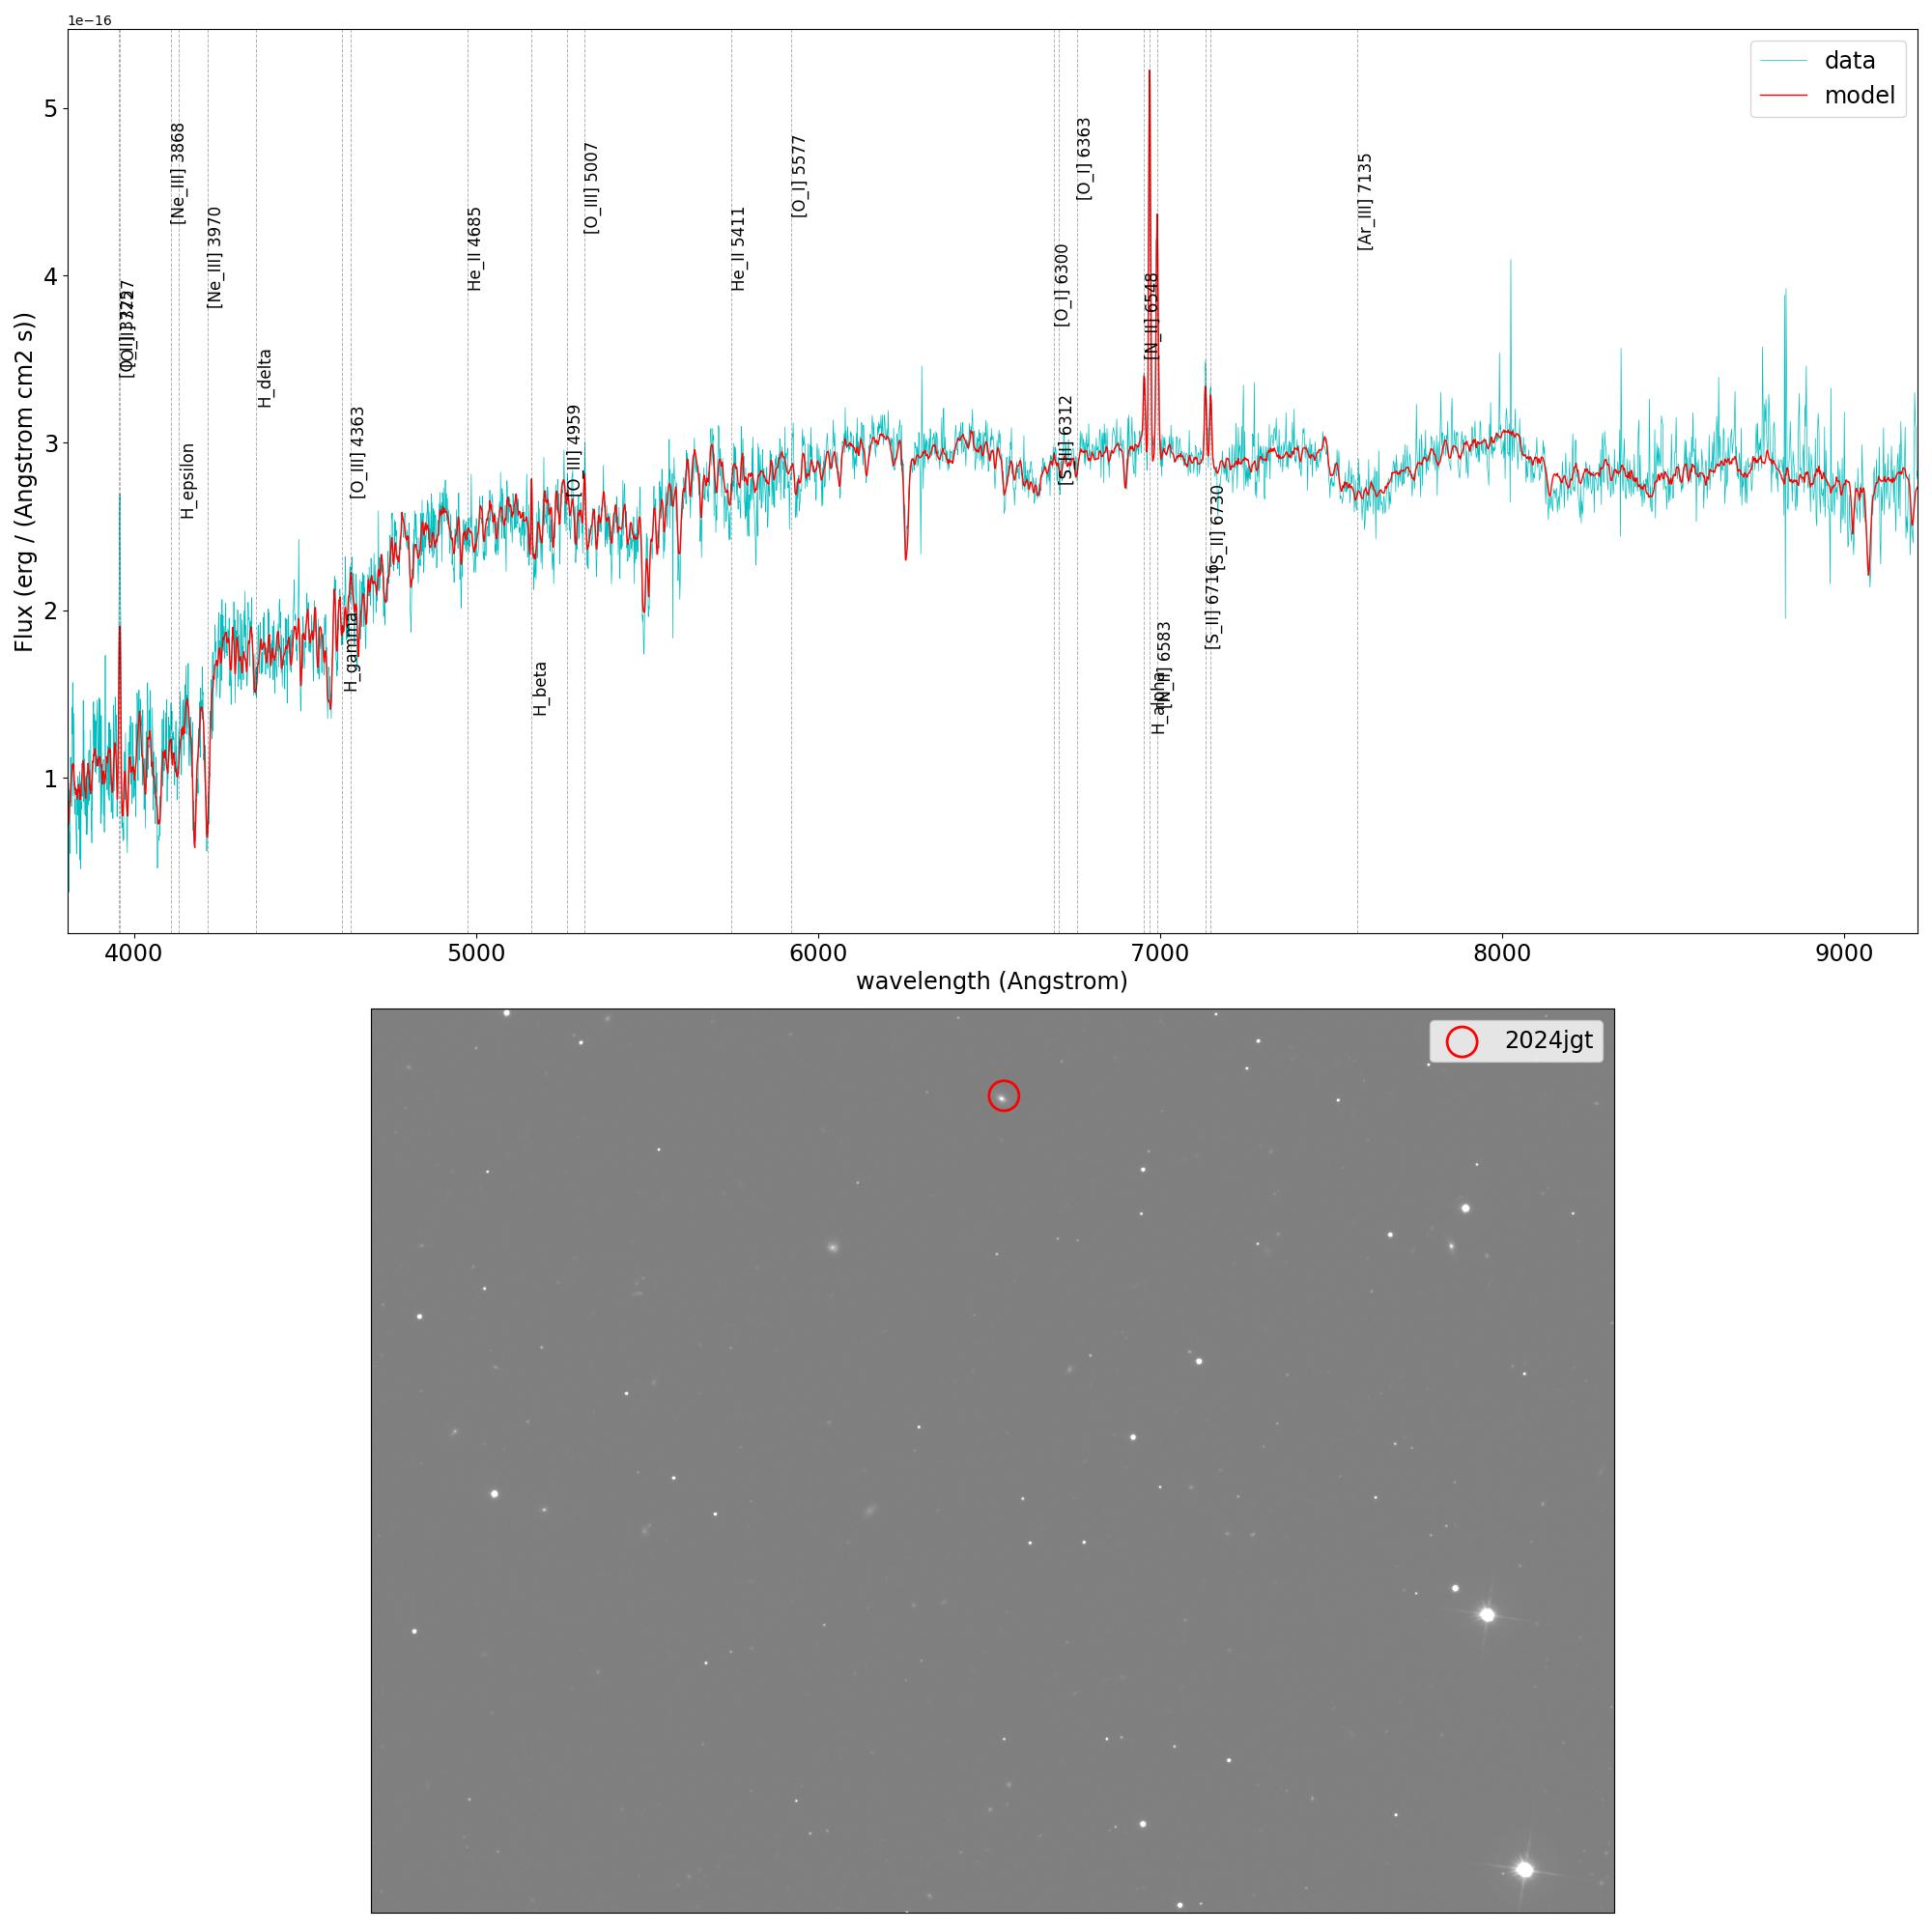 1e−16
data
model
5
4
3
2
1
Flux (erg / (Angstrom cm2 s))
[Ne_III] 3868
[Ne_III] 3970
H_epsilon
H_delta
[O_III] 4363
H_gamma
He_II 4685
H_beta
[O_III] 4959
[O_III] 5007
He_II 5411
[O_I] 5577
[O_I] 6300
[S_III] 6312
[O_I] 6363
[N_II] 6548
H_alpha
[N_II] 6583
[S_II] 6716
[S_II] 6730
[Ar_III] 7135
4000
5000
6000
7000
8000
9000
wavelength (Angstrom)
2024jgt